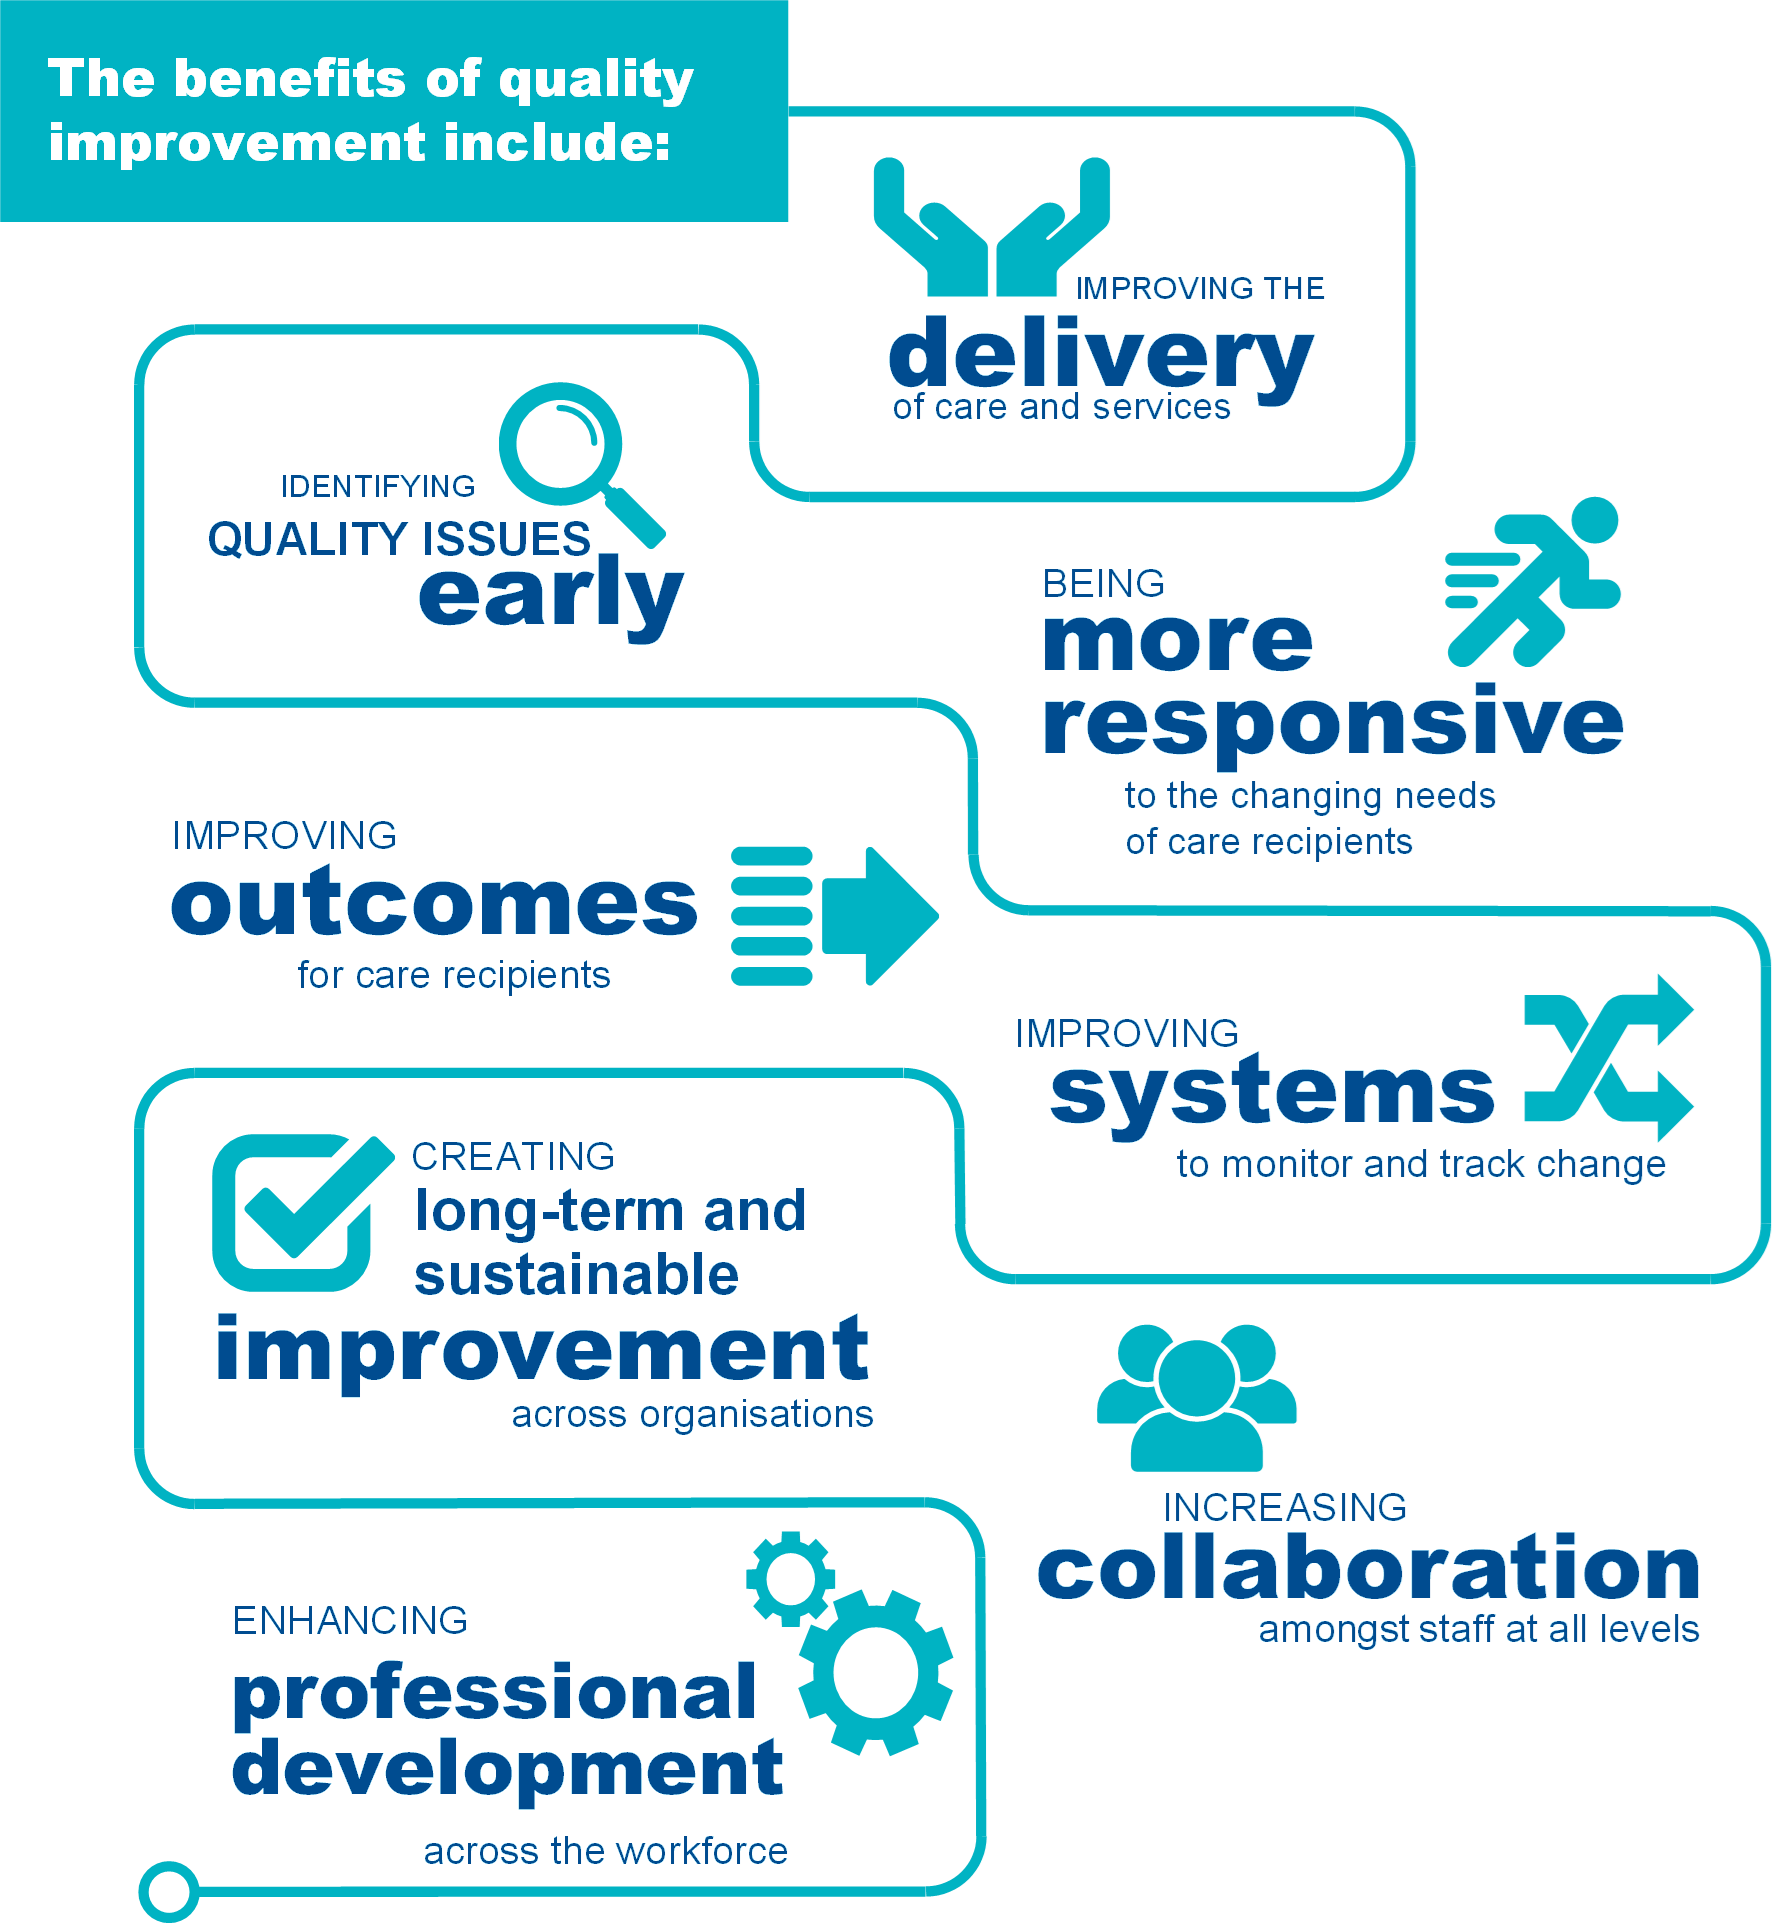 The benefits of quality
improvement include:
IMPROVING THE
delivery
of care and services
IDENTIFYING
QUALITY ISSUES
early
BEING
more
responsive
to the changing needs
of care recipients
IMPROVING
outcomes
for care recipients
IMPROVING
systems
to monitor and track change
CREATING
long-term and
sustainable
improvement
across organisations
INCREASING
collaboration
amongst staff at all levels
ENHANCING
professional
development
across the workforce